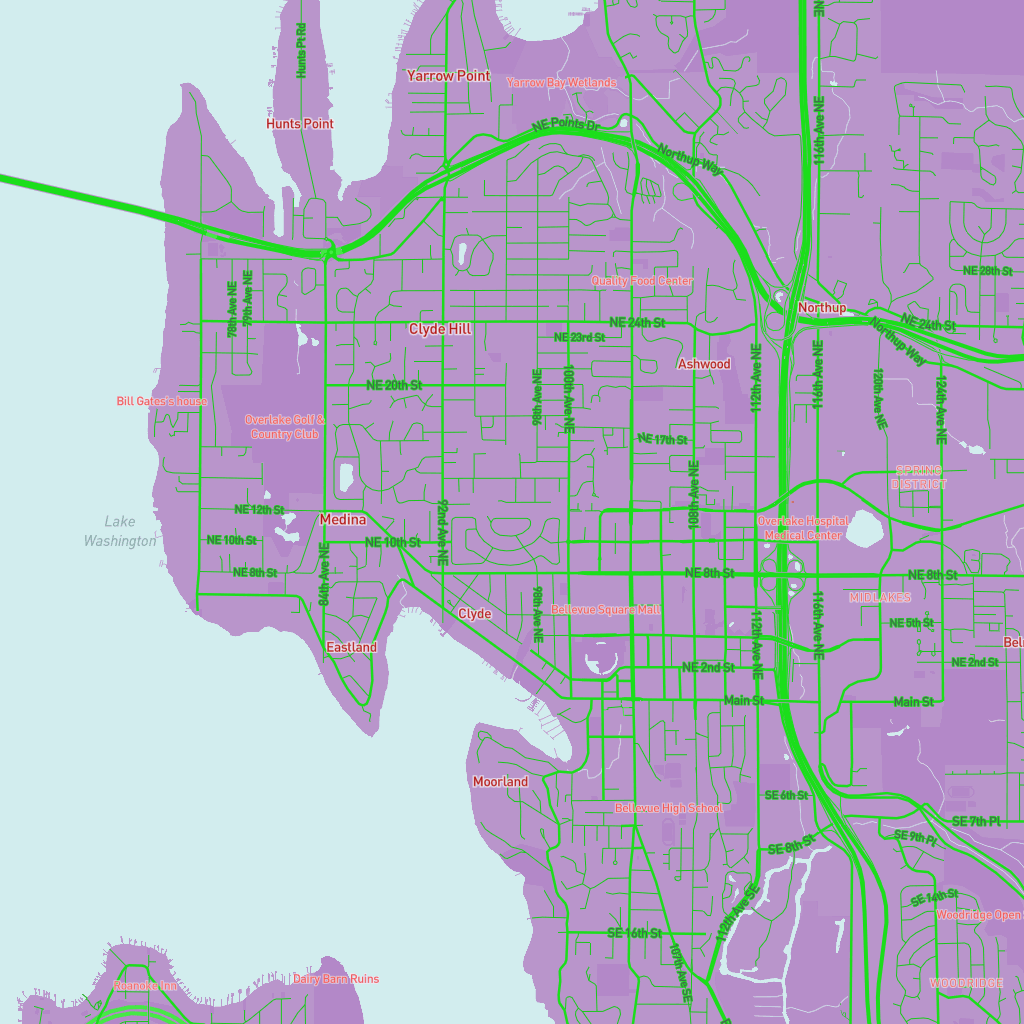 Hunts Pt Rd
NE
Yarrow Point
Yarrow Bay Wetlands
Hunts Point
NE Points Dr
116th Ave NE
Northup Way
NE 28th St
Quality Food Center
78th Ave NE
79th Ave NE
Northup
Clyde Hill
NE 24th St
NE 24th St
NE 23rd St
Northup Way
Ashwood
112th Ave NE
116th Ave NE
NE 20th St
98th Ave NE
100th Ave NE
120th Ave NE
124th Ave NE
Bill Gates's house
Overlake Golf &
Country Club
NE 17th St
SPRING
DISTRICT
108th Ave NE
NE 12th St
Lake
Washington
Medina
92nd Ave NE
Overlake Hospital
Medical Center
NE 10th St
NE 10th St
NE 8th St
84th Ave NE
NE 8th St
NE 8th St
98th Ave NE
Clyde
Bellevue Square Mall
MIDLAKES
116th Ave NE
112th Ave NE
NE 5th St
Eastland
NE 2nd St
NE 2nd St
Main St
Main St
Moorland
SE 6th St
Bellevue High School
SE 7th Pl
SE 8th St
SE 9th Pl
SE 14th St
112th Ave SE
Woodridge Open
SE 16th St
107th Ave SE
Dairy Barn Ruins
Roanoke Inn
WOODRIDGE